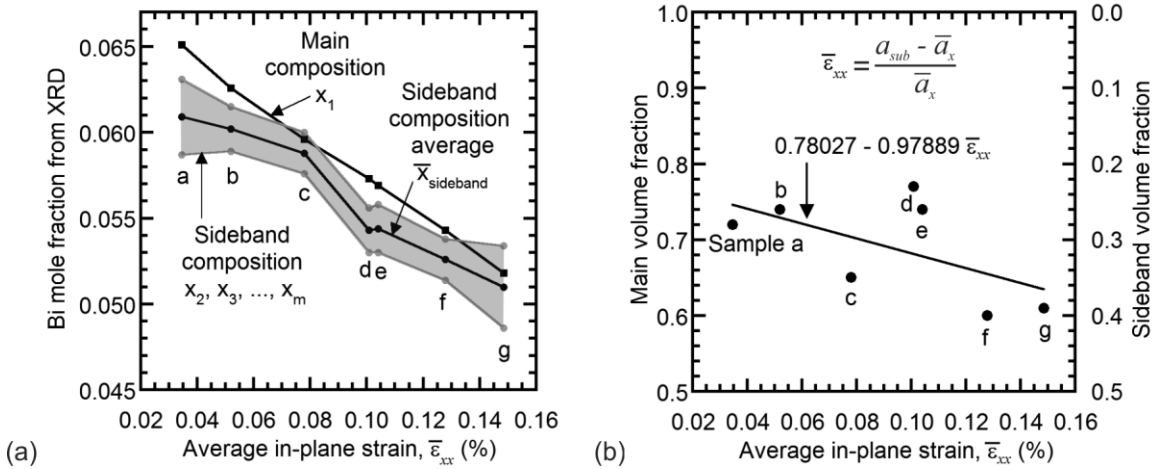 Bi mole fraction from XRD
0.065
0.060
0.055
0.050
0.045
Main
composition
x₁
Sideband
composition
average
x̅sideband
a
b
c
d
e
f
g
Sideband
composition
x₂, x₃, ..., xₘ
0.02 0.04 0.06 0.08 0.10 0.12 0.14 0.16
Average in-plane strain, ε̅xx (%)
(a)
Main volume fraction
1.0
0.9
0.8
0.7
0.6
0.5
ε̅xx = (asub - a̅x) / a̅x
0.78027 - 0.97889 ε̅xx
Sample a
b
c
d
e
f
g
0.0
0.1
0.2
0.3
0.4
0.5
Sideband volume fraction
0.02 0.04 0.06 0.08 0.10 0.12 0.14 0.16
Average in-plane strain, ε̅xx (%)
(b)